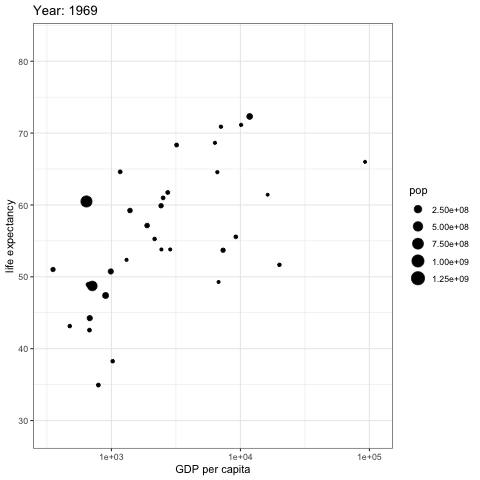 Year: 1969
80
70
60
50
40
30
life expectancy
1e+03
1e+04
1e+05
GDP per capita
pop
2.50e+08
5.00e+08
7.50e+08
1.00e+09
1.25e+09